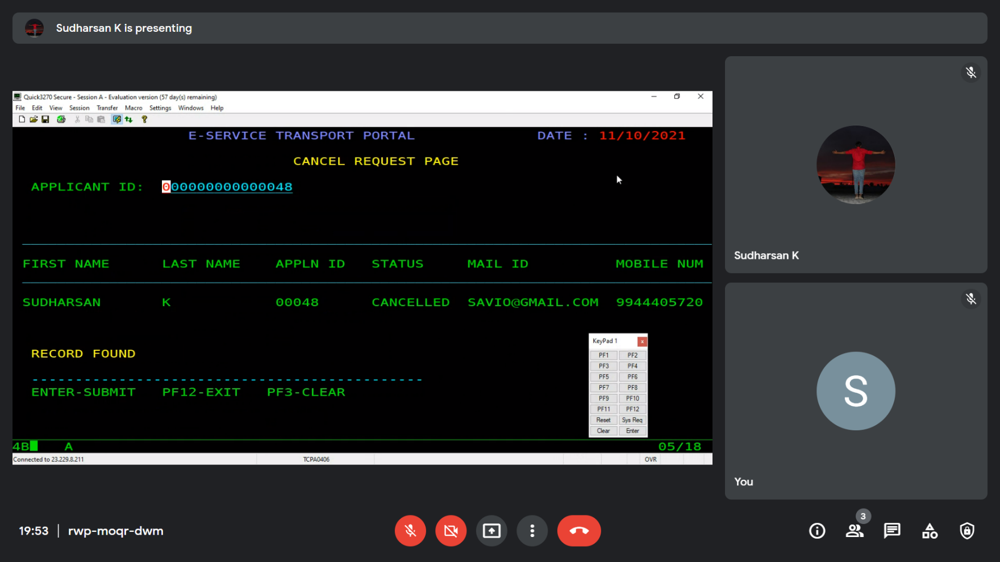 Sudharsan K is presenting
Quick3270 Secure - Session A - Evaluation version (57 day(s) remaining)
File Edit View Session Transfer Macro Settings Windows Help
E-SERVICE TRANSPORT PORTAL DATE : 11/10/2021
CANCEL REQUEST PAGE
APPLICANT ID: 000000000000048
FIRST NAME LAST NAME APPLN ID STATUS MAIL ID MOBILE NUM
SUDHARSAN K 00048 CANCELLED SAVIO@GMAIL.COM 9944405720
RECORD FOUND
---------------------------------------------
ENTER-SUBMIT PF12-EXIT PF3-CLEAR
KeyPad 1 x
PF1 PF2
PF3 PF4
PF5 PF6
PF7 PF8
PF9 PF10
PF11 PF12
Reset Sys Req
Clear Enter
4B A 05/18
Connected to 23.229.8.211 TCPA0406 OVR
Sudharsan K
S
You
19:53 | rwp-moqr-dwm
3